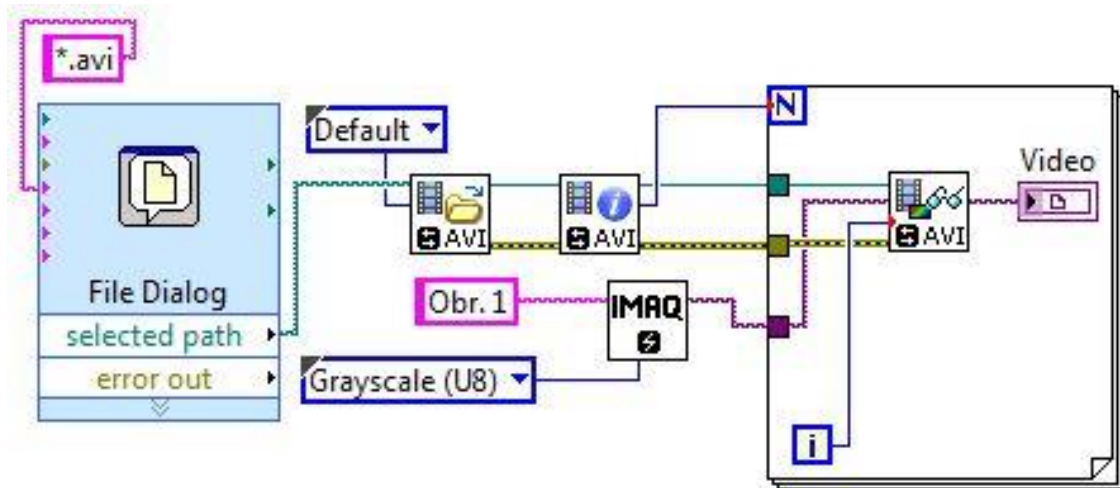 *.avi
File Dialog
selected path
error out
Default
AVI
AVI
Obr. 1
IMAQ
Grayscale (U8)
N
Video
AVI
i